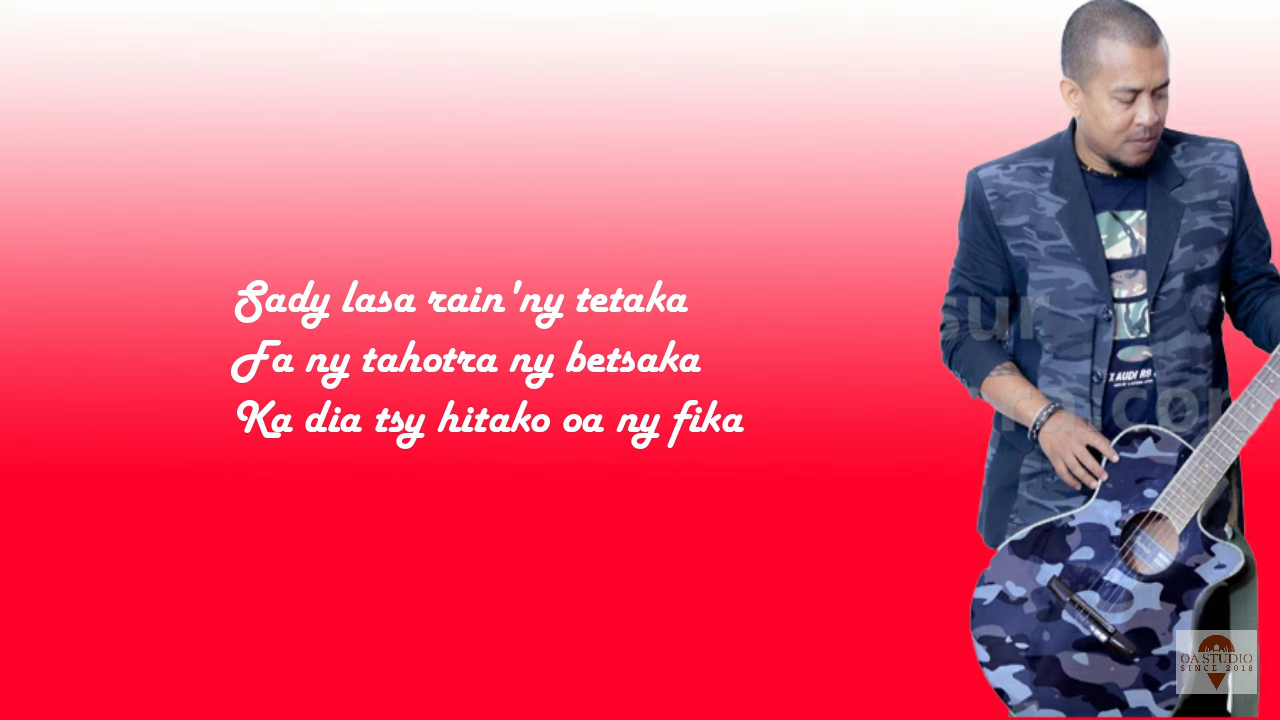 Sady lasa rain'ny tetaka
Fa ny tahotra ny betsaka
Ka dia tsy hitako oa ny fika
OA STUDIO
SINCE 2018